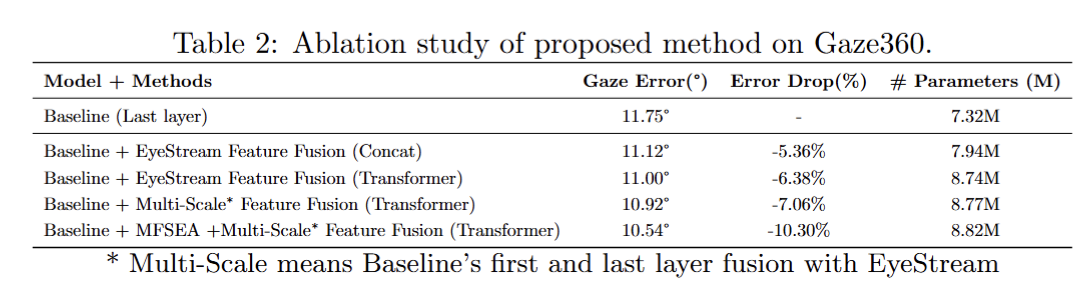 Table 2: Ablation study of proposed method on Gaze360.
Model + Methods Gaze Error(°) Error Drop(%) # Parameters (M)
Baseline (Last layer) 11.75° - 7.32M
Baseline + EyeStream Feature Fusion (Concat) 11.12° -5.36% 7.94M
Baseline + EyeStream Feature Fusion (Transformer) 11.00° -6.38% 8.74M
Baseline + Multi-Scale* Feature Fusion (Transformer) 10.92° -7.06% 8.77M
Baseline + MFSEA +Multi-Scale* Feature Fusion (Transformer) 10.54° -10.30% 8.82M
* Multi-Scale means Baseline's first and last layer fusion with EyeStream